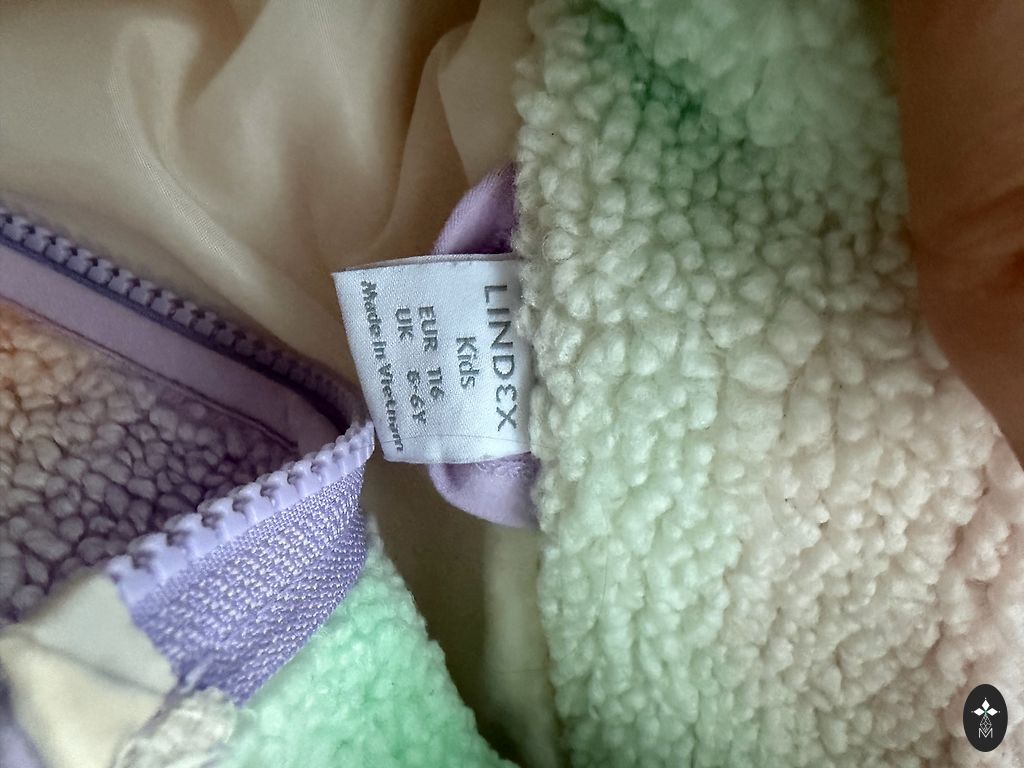 LINDEX
Kids
EUR 116
UK 5-6Y
Made in Vietnam
M